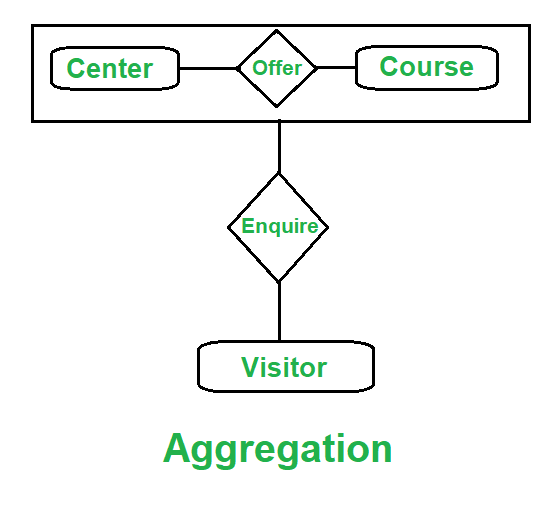 Center Offer Course
Enquire
Visitor
Aggregation